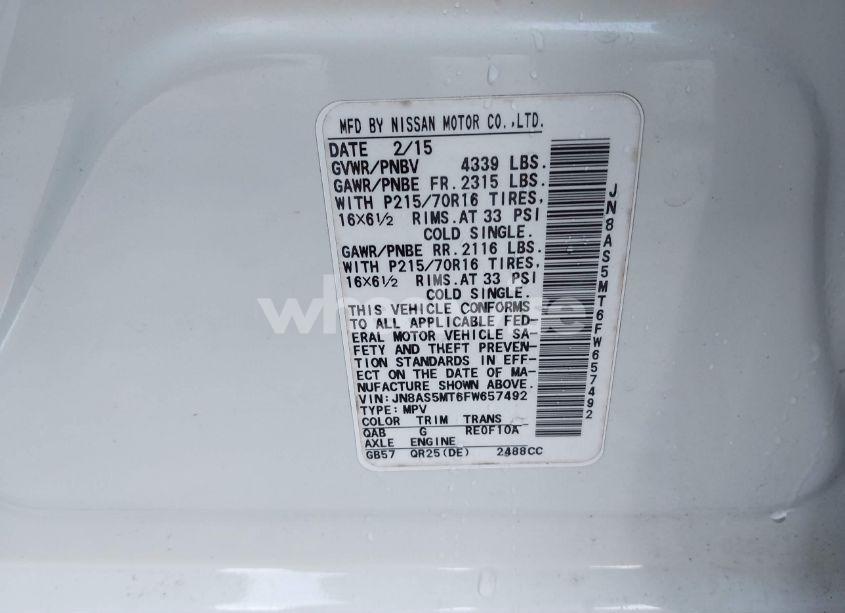 MFD BY NISSAN MOTOR CO.,LTD.
DATE 2/15
GVWR/PNBV 4339 LBS.
GAWR/PNBE FR. 2315 LBS.
WITH P215/70R16 TIRES,
16X6½ RIMS.AT 33 PSI
COLD SINGLE.
GAWR/PNBE RR. 2116 LBS.
WITH P215/70R16 TIRES,
16X6½ RIMS.AT 33 PSI
COLD SINGLE.
THIS VEHICLE CONFORMS
TO ALL APPLICABLE FED-
ERAL MOTOR VEHICLE SA-
FETY AND THEFT PREVEN-
TION STANDARDS IN EFF-
ECT ON THE DATE OF MA-
NUFACTURE SHOWN ABOVE.
VIN:JN8AS5MT6FW657492
TYPE:MPV
COLOR TRIM TRANS
QAB G RE0F10A
AXLE ENGINE
GB57 QR25(DE) 2488CC
JN8AS5MT6FW657492